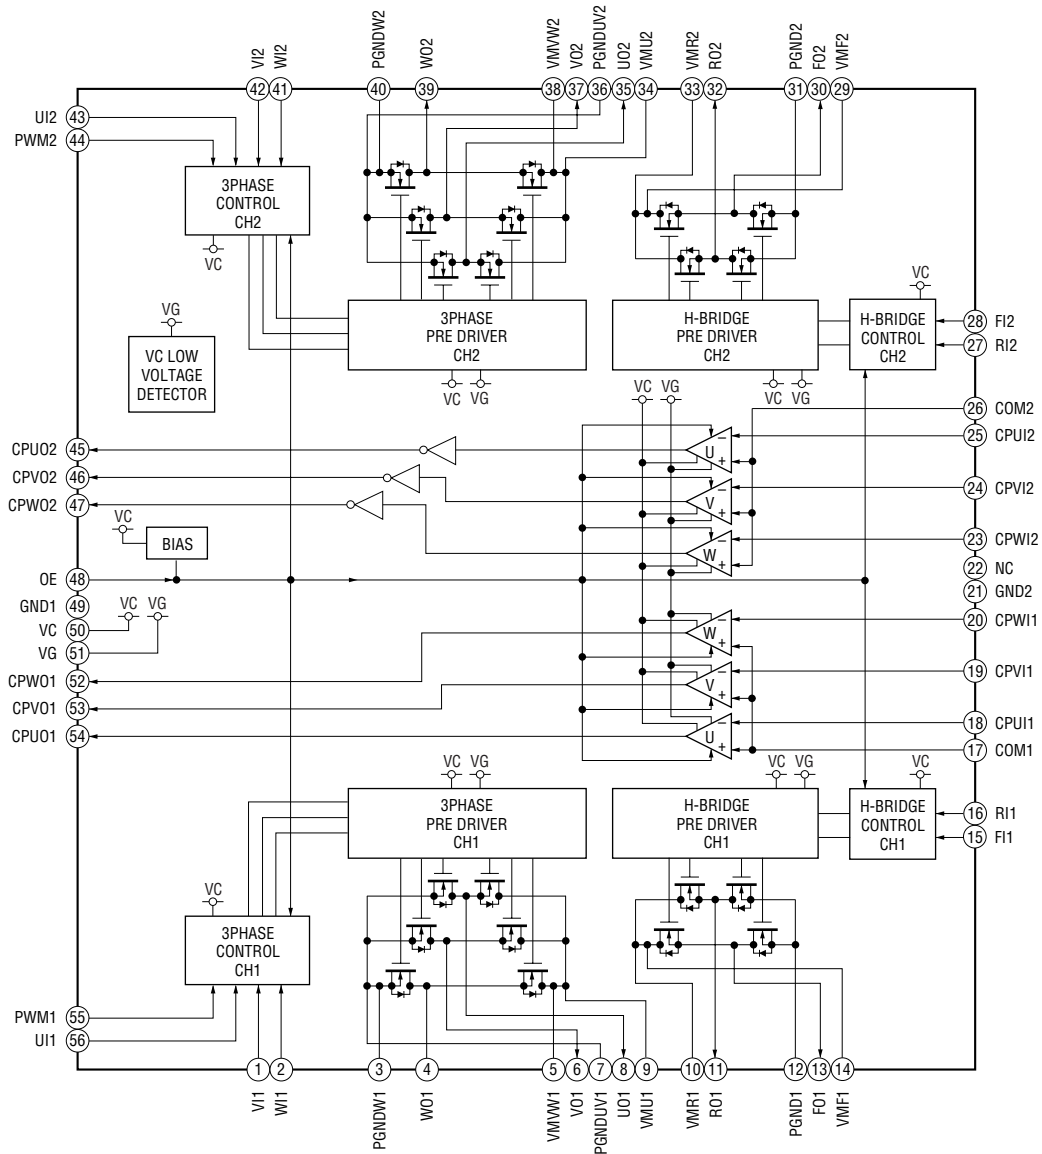 PGNDW2
WO2
VMVW2
VO2
PGNDUV2
UO2
VMU2
VMR2
RO2
PGND2
FO2
VMF2
VI2
WI2
42
41
40
39
38
37
36
35
34
33
32
31
30
29
UI2
43
PWM2
44
3PHASE
CONTROL
CH2
VC
VG
VC LOW
VOLTAGE
DETECTOR
3PHASE
PRE DRIVER
CH2
VC
VG
H-BRIDGE
PRE DRIVER
CH2
VC
VG
VC
H-BRIDGE
CONTROL
CH2
28
FI2
27
RI2
VC
VG
26
COM2
25
CPUI2
CPUO2
45
U
−
+
CPVO2
46
V
−
+
24
CPVI2
CPWO2
47
W
−
+
23
CPWI2
VC
BIAS
22
NC
OE
48
21
GND2
GND1
49
VC
50
VC
VG
VG
51
20
CPWI1
W
−
+
CPWO1
52
19
CPVI1
V
−
+
CPVO1
53
18
CPUI1
U
−
+
CPUO1
54
17
COM1
VC
VG
3PHASE
PRE DRIVER
CH1
VC
VG
H-BRIDGE
PRE DRIVER
CH1
VC
H-BRIDGE
CONTROL
CH1
16
RI1
15
FI1
VC
3PHASE
CONTROL
CH1
PWM1
55
UI1
56
1
2
3
4
5
6
7
8
9
10
11
12
13
14
VI1
WI1
PGNDW1
WO1
VMVW1
VO1
PGNDUV1
UO1
VMU1
VMR1
RO1
PGND1
FO1
VMF1